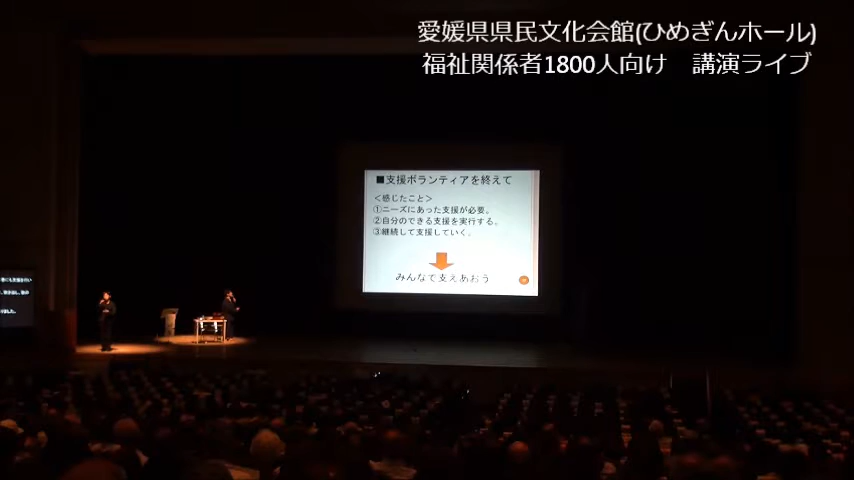 愛媛県県民文化会館(ひめぎんホール)
福祉関係者1800人向け　講演ライブ
■支援ボランティアを終えて
＜感じたこと＞
①ニーズにあった支援が必要。
②自分のできる支援を実行する。
③継続して支援していく。
みんなで支えあおう